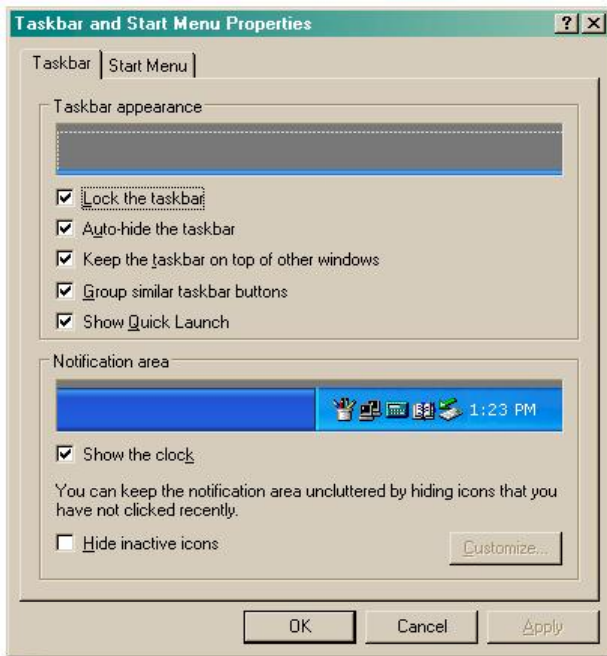 Taskbar and Start Menu Properties
?
Taskbar
Start Menu
Taskbar appearance
Lock the taskbar
Auto-hide the taskbar
Keep the taskbar on top of other windows
Group similar taskbar buttons
Show Quick Launch
Notification area
1:23 PM
Show the clock
You can keep the notification area uncluttered by hiding icons that you
have not clicked recently.
Hide inactive icons
Customize...
OK
Cancel
Apply